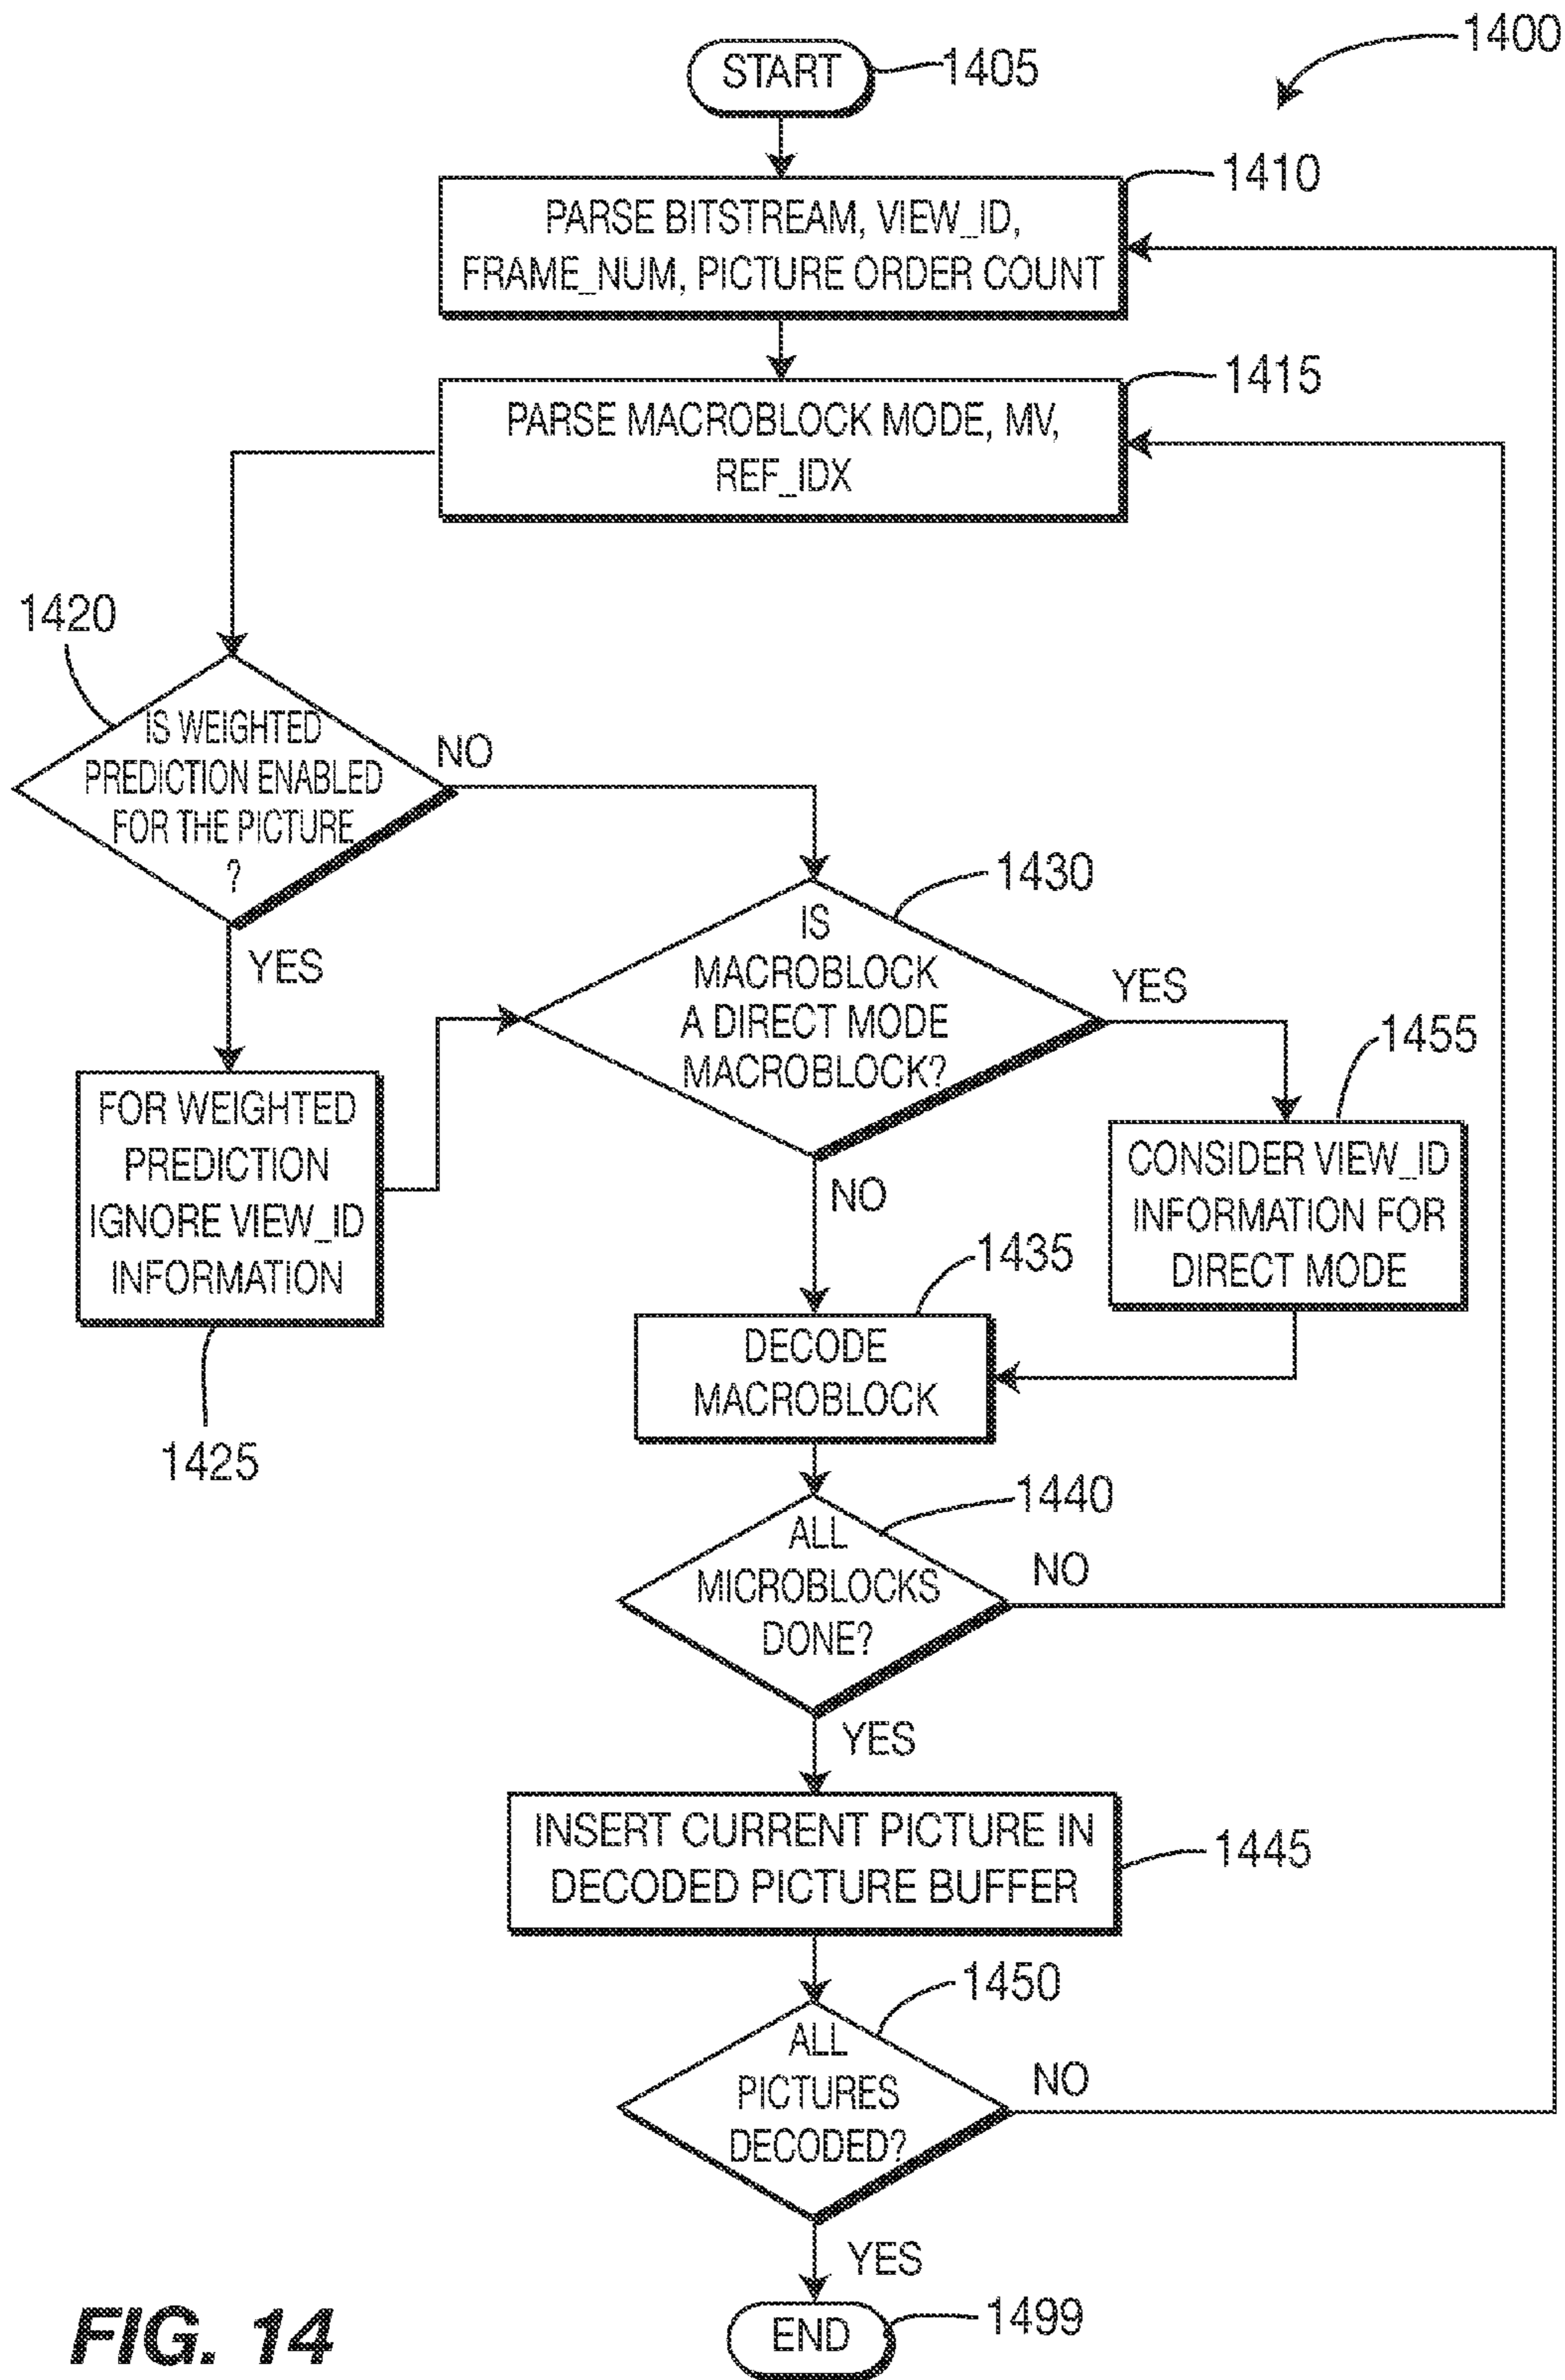 1400
START
1405
1410
PARSE BITSTREAM, VIEW_ID,
FRAME_NUM, PICTURE ORDER COUNT
1415
PARSE MACROBLOCK MODE, MV,
REF_IDX
1420
IS WEIGHTED
PREDICTION ENABLED
FOR THE PICTURE
?
NO
YES
1430
IS
MACROBLOCK
A DIRECT MODE
MACROBLOCK?
YES
NO
1455
CONSIDER VIEW_ID
INFORMATION FOR
DIRECT MODE
FOR WEIGHTED
PREDICTION
IGNORE VIEW_ID
INFORMATION
1425
1435
DECODE
MACROBLOCK
1440
ALL
MICROBLOCKS
DONE?
NO
YES
INSERT CURRENT PICTURE IN
DECODED PICTURE BUFFER
1445
1450
ALL
PICTURES
DECODED?
NO
YES
END
1499
FIG. 14